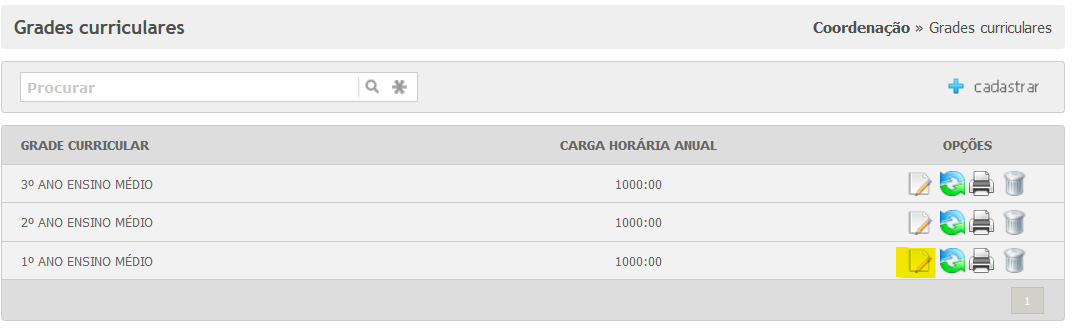 Grades curriculares
Coordenação » Grades curriculares
Procurar
cadastrar
GRADE CURRICULAR CARGA HORÁRIA ANUAL OPÇÕES
3º ANO ENSINO MÉDIO 1000:00
2º ANO ENSINO MÉDIO 1000:00
1º ANO ENSINO MÉDIO 1000:00
1